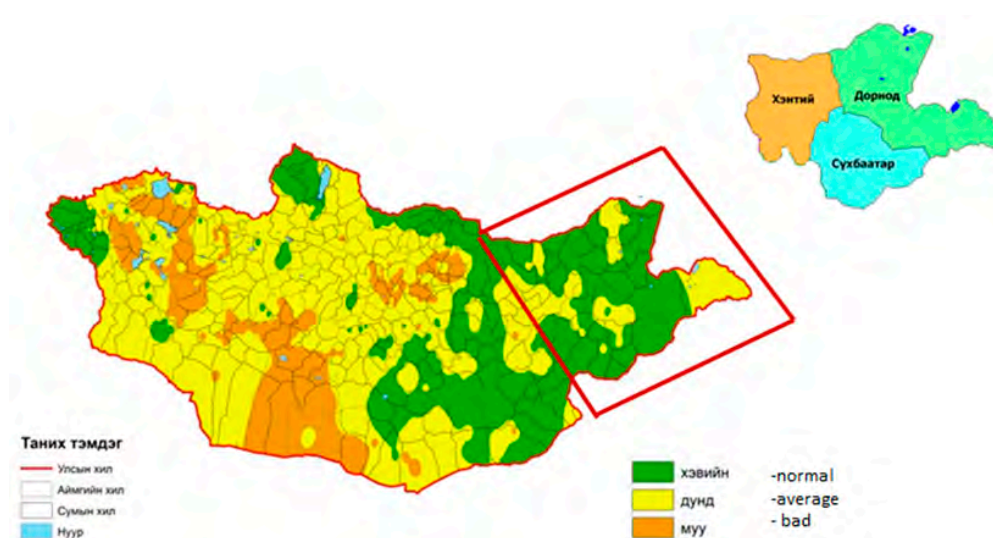 Хэнтий
Дорнод
Сүхбаатар
Таних тэмдэг
Улсын хил
Аймгийн хил
Сумын хил
Нуур
хэвийн -normal
дунд -average
муу - bad